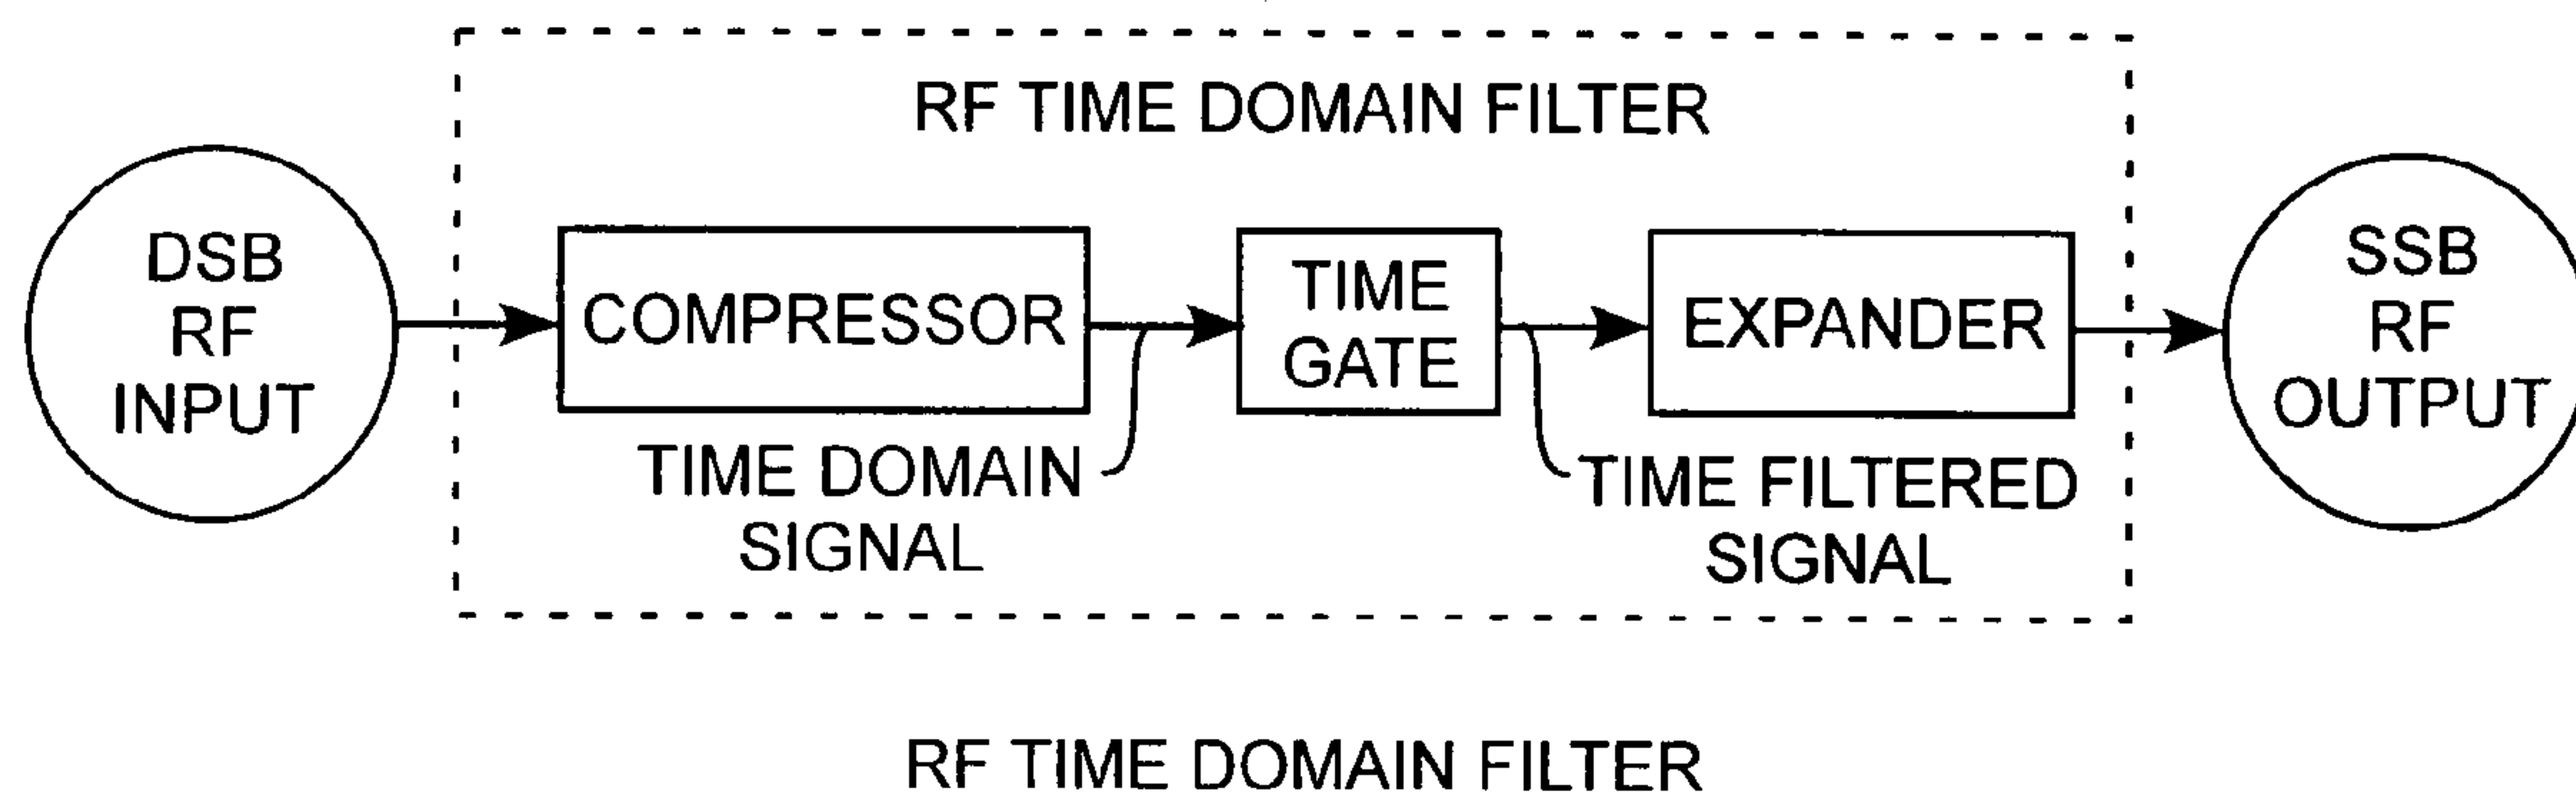 RF TIME DOMAIN FILTER
DSB
RF
INPUT
COMPRESSOR
TIME
GATE
EXPANDER
SSB
RF
OUTPUT
TIME DOMAIN
SIGNAL
TIME FILTERED
SIGNAL
RF TIME DOMAIN FILTER